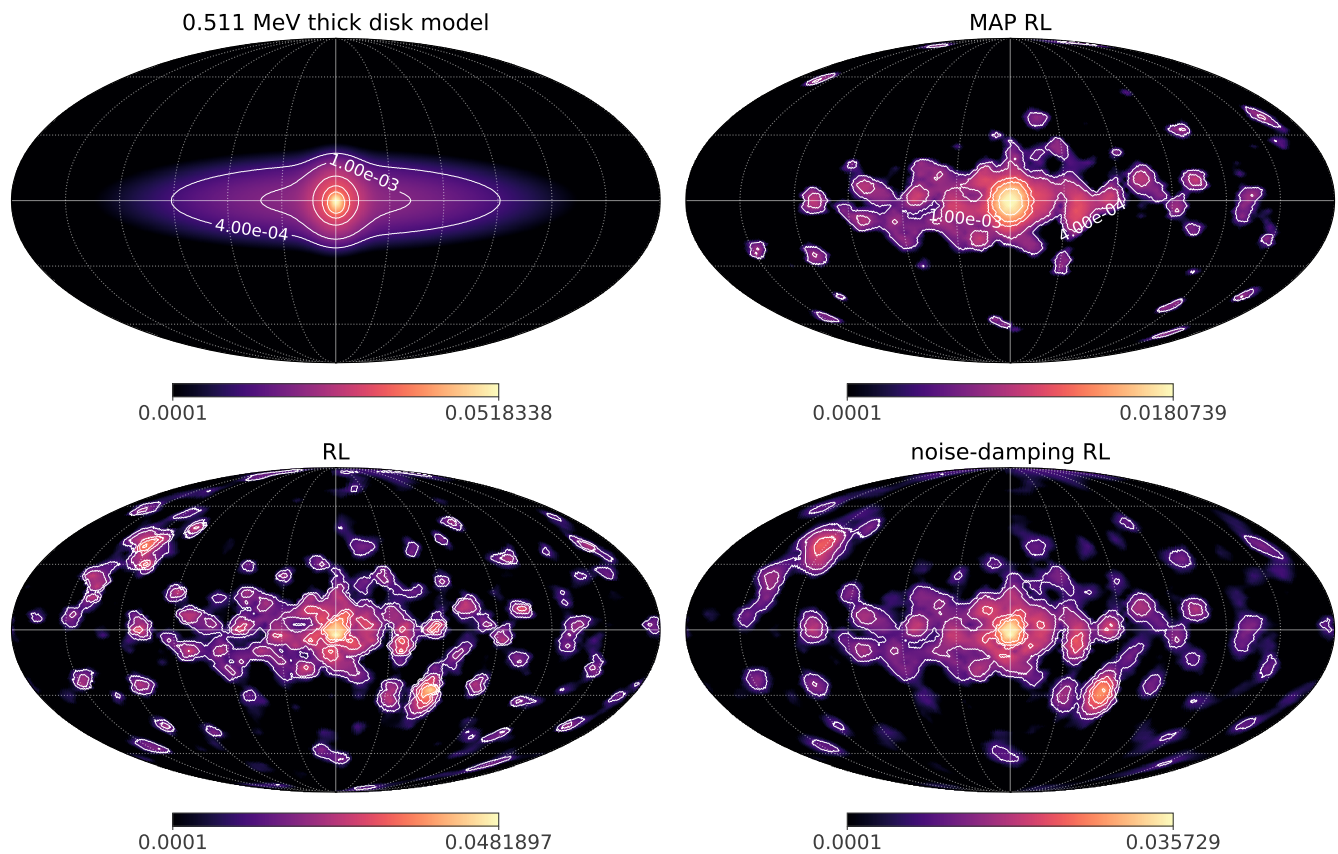 0.511 MeV thick disk model
1.00e-03
4.00e-04
0.0001
0.0518338
MAP RL
1.00e-03
4.00e-04
0.0001
0.0180739
RL
0.0001
0.0481897
noise-damping RL
0.0001
0.035729